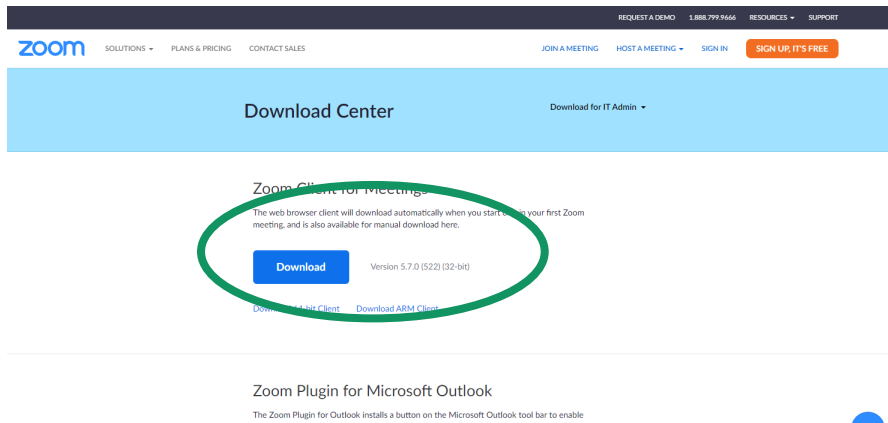 REQUEST A DEMO 1.888.799.9666 RESOURCES SUPPORT
zoom SOLUTIONS PLANS & PRICING CONTACT SALES JOIN A MEETING HOST A MEETING SIGN IN SIGN UP, IT'S FREE
Download Center Download for IT Admin
Zoom Client for Meetings
The web browser client will download automatically when you start or join your first Zoom
meeting, and is also available for manual download here.
Download Version 5.7.0 (522) (32-bit)
Download Client Download ARM Client
Zoom Plugin for Microsoft Outlook
The Zoom Plugin for Outlook installs a button on the Microsoft Outlook tool bar to enable